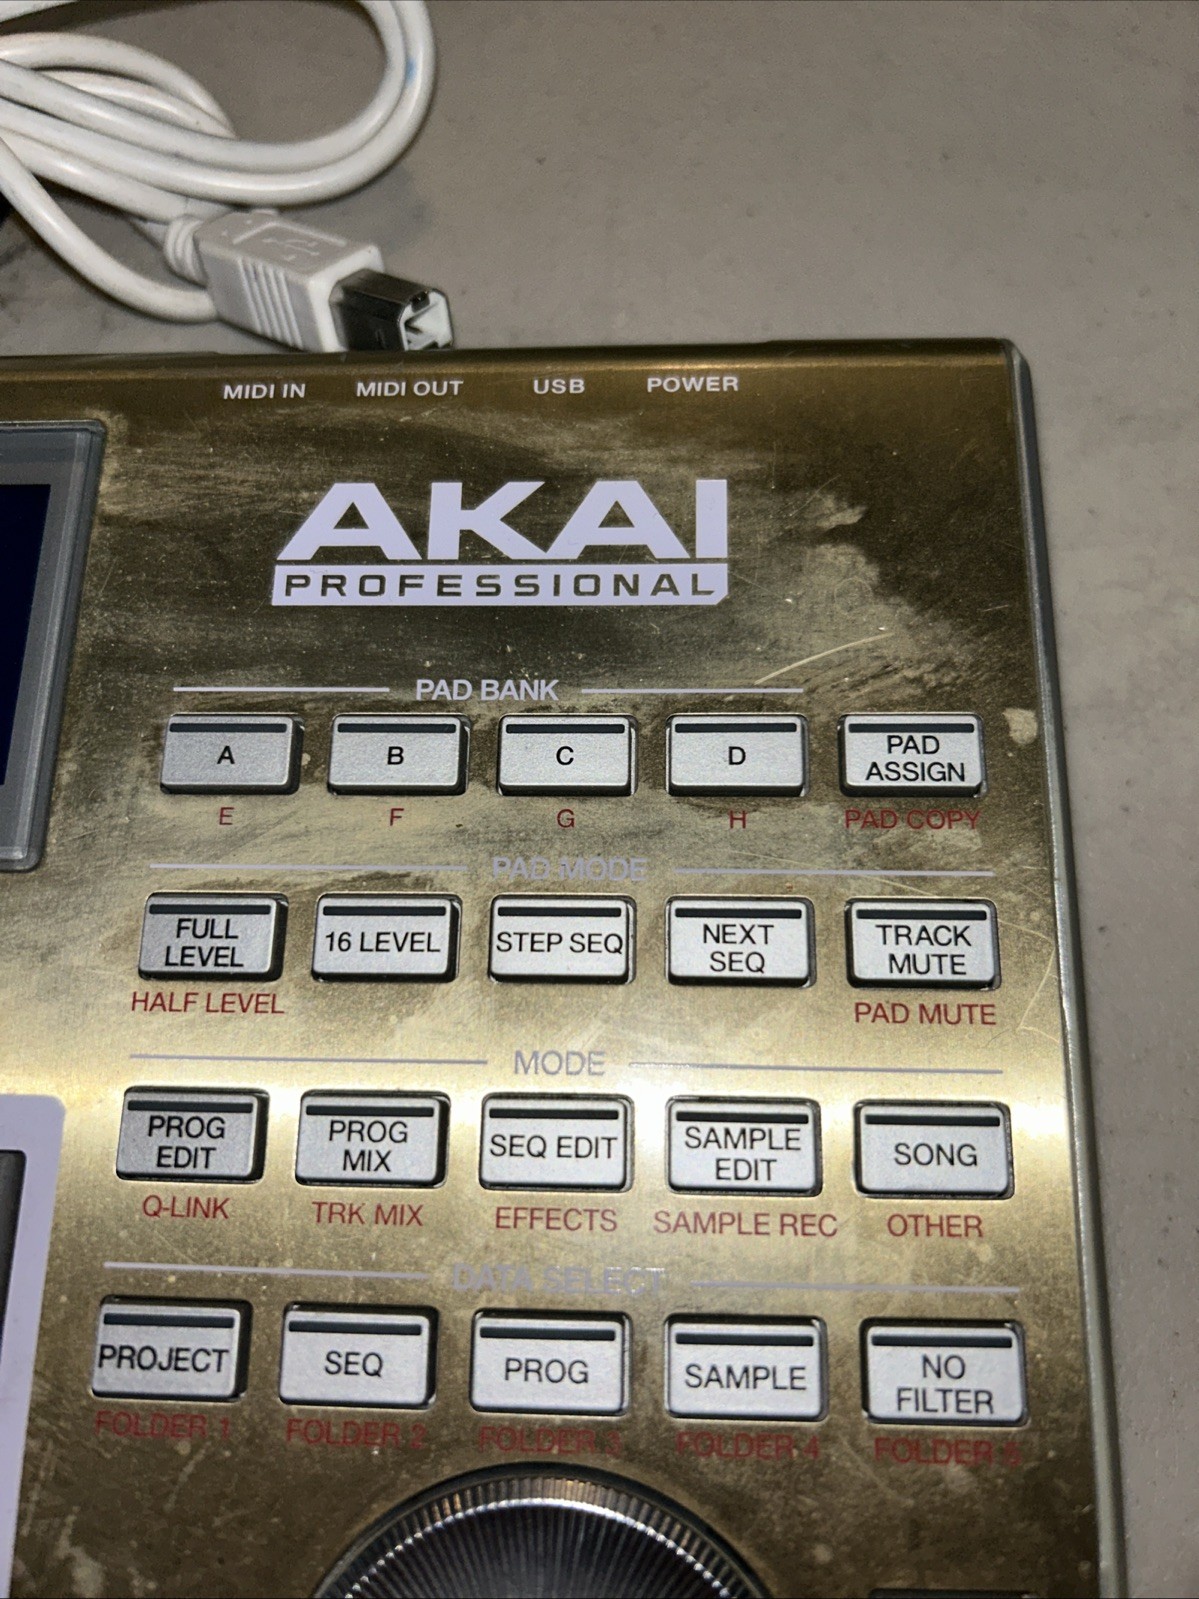 MIDI IN MIDI OUT USB POWER
AKAI
PROFESSIONAL
PAD BANK
A B C D PAD ASSIGN
E F G H PAD COPY
PAD MODE
FULL LEVEL 16 LEVEL STEP SEQ NEXT SEQ TRACK MUTE
HALF LEVEL PAD MUTE
MODE
PROG EDIT PROG MIX SEQ EDIT SAMPLE EDIT SONG
Q-LINK TRK MIX EFFECTS SAMPLE REC OTHER
DATA SELECT
PROJECT SEQ PROG SAMPLE NO FILTER
FOLDER 1 FOLDER 2 FOLDER 3 FOLDER 4 FOLDER 5